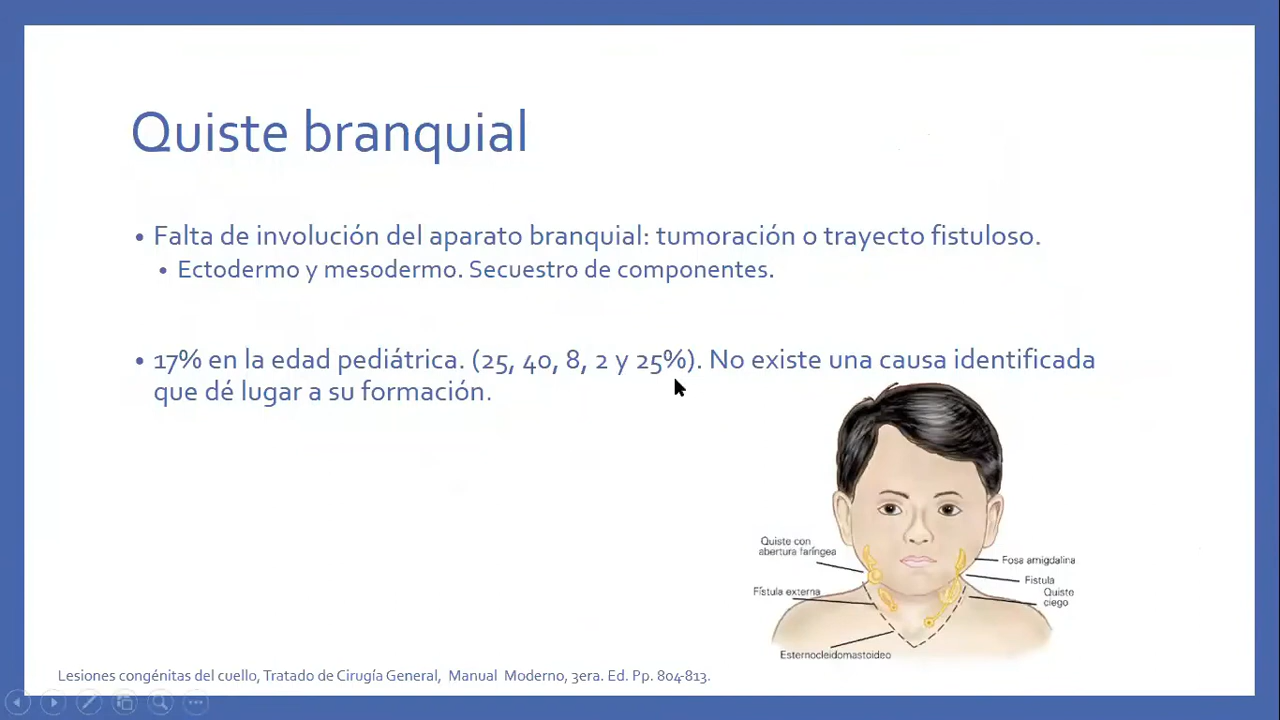 Quiste branquial
• Falta de involución del aparato branquial: tumoración o trayecto fistuloso.
• Ectodermo y mesodermo. Secuestro de componentes.
• 17% en la edad pediátrica. (25, 40, 8, 2 y 25%). No existe una causa identificada
que dé lugar a su formación.
Quiste con
abertura faríngea
Fístula externa
Esternocleidomastoideo
Fosa amigdalina
Fistula
Quiste
ciego
Lesiones congénitas del cuello, Tratado de Cirugía General, Manual Moderno, 3era. Ed. Pp. 804-813.